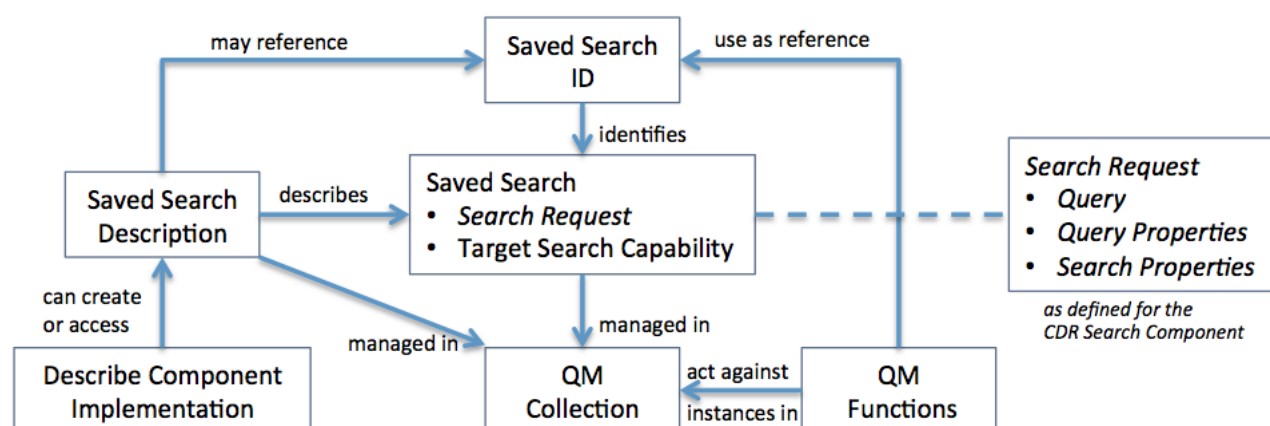 may reference
Saved Search
ID
use as reference
identifies
Saved Search
Description
describes
Saved Search
• Search Request
• Target Search Capability
Search Request
• Query
• Query Properties
• Search Properties
as defined for the
CDR Search Component
can create
or access
managed in
managed in
Describe Component
Implementation
QM
Collection
act against
instances in
QM
Functions